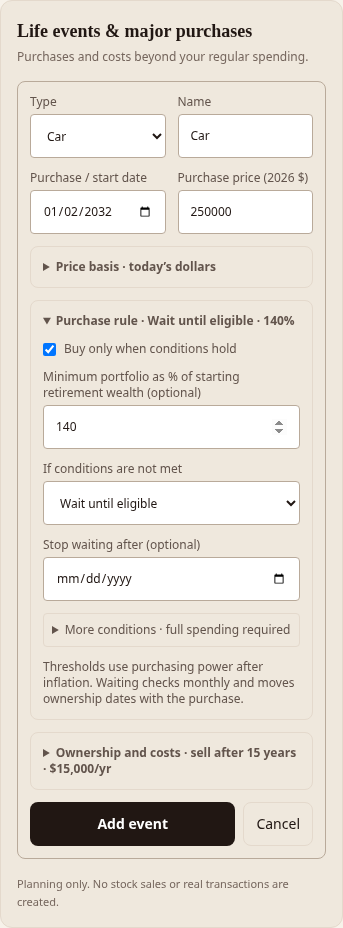 Life events & major purchases
Purchases and costs beyond your regular spending.
Type
Name
Car
Car
Purchase / start date
Purchase price (2026 $)
01/02/2032
250000
Price basis · today's dollars
Purchase rule · Wait until eligible · 140%
Buy only when conditions hold
Minimum portfolio as % of starting
retirement wealth (optional)
140
If conditions are not met
Wait until eligible
Stop waiting after (optional)
mm/dd/yyyy
More conditions · full spending required
Thresholds use purchasing power after
inflation. Waiting checks monthly and moves
ownership dates with the purchase.
Ownership and costs · sell after 15 years
· $15,000/yr
Add event
Cancel
Planning only. No stock sales or real transactions are
created.